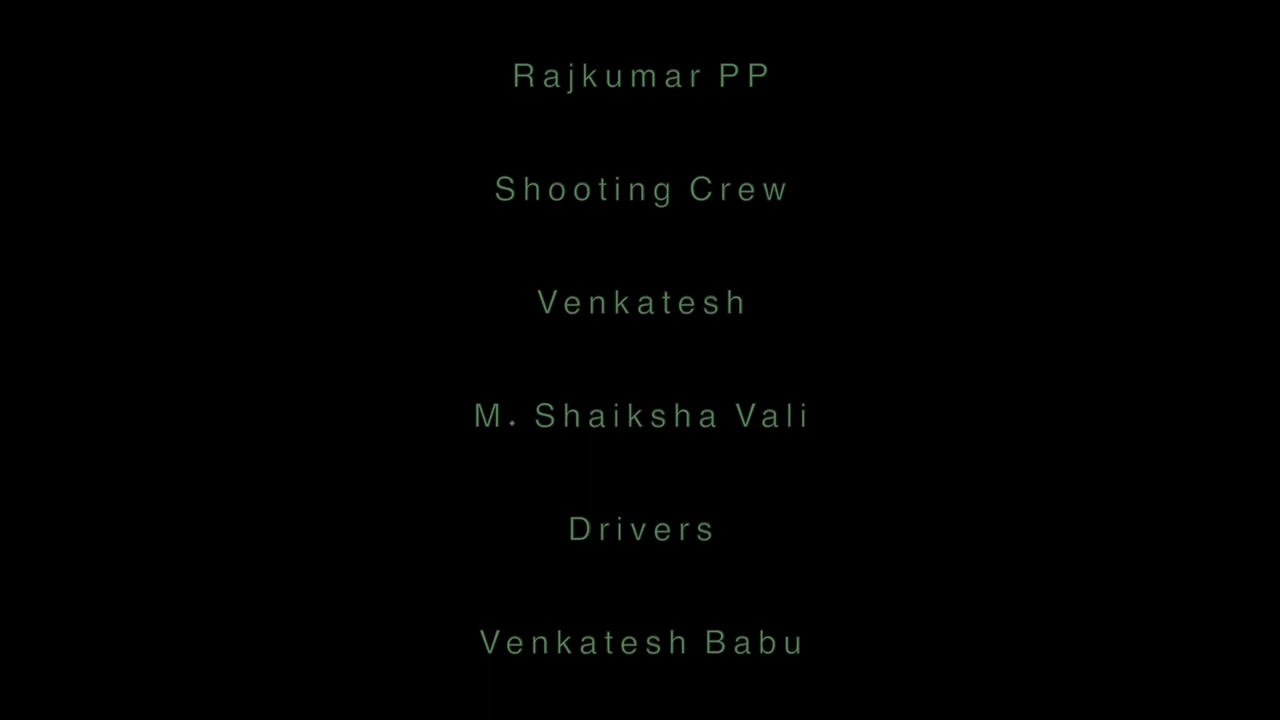 Rajkumar PP
Shooting Crew
Venkatesh
M. Shaiksha Vali
Drivers
Venkatesh Babu